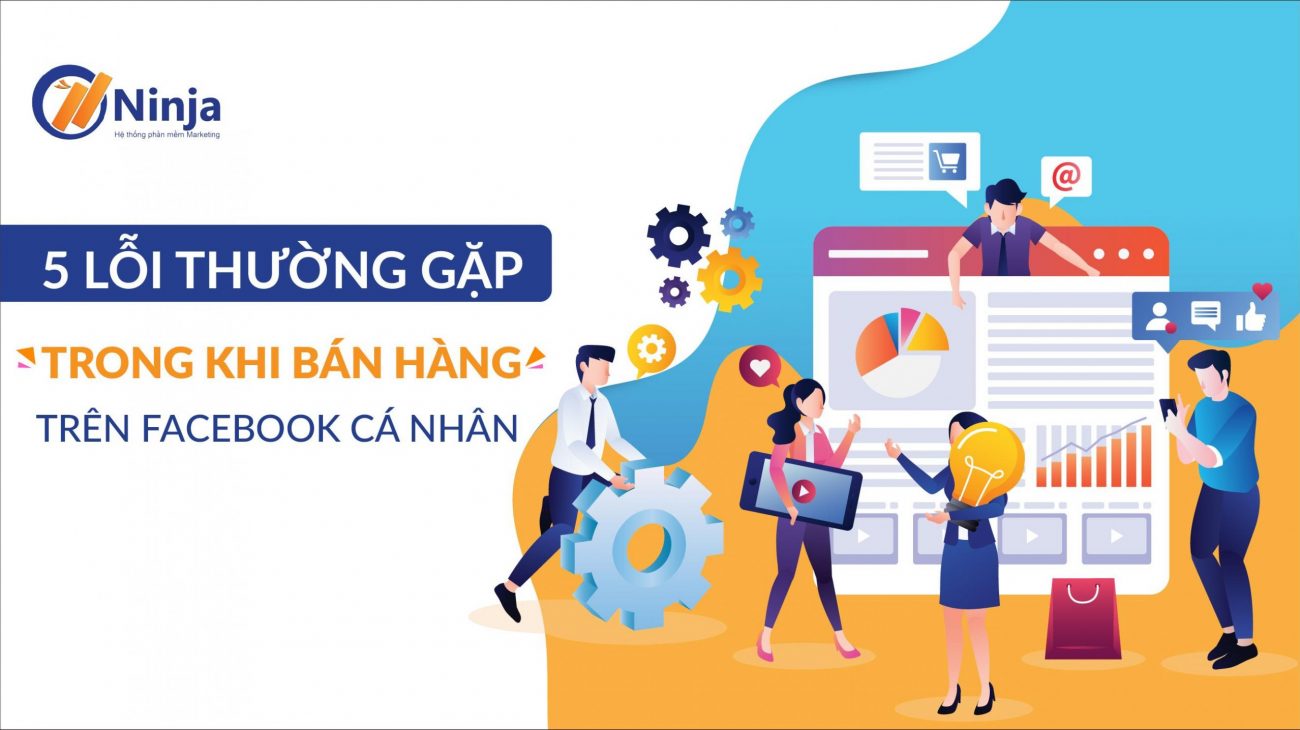 Ninja
Hệ thống phần mềm Marketing
5 LỖI THƯỜNG GẶP
TRONG KHI BÁN HÀNG
TRÊN FACEBOOK CÁ NHÂN
@